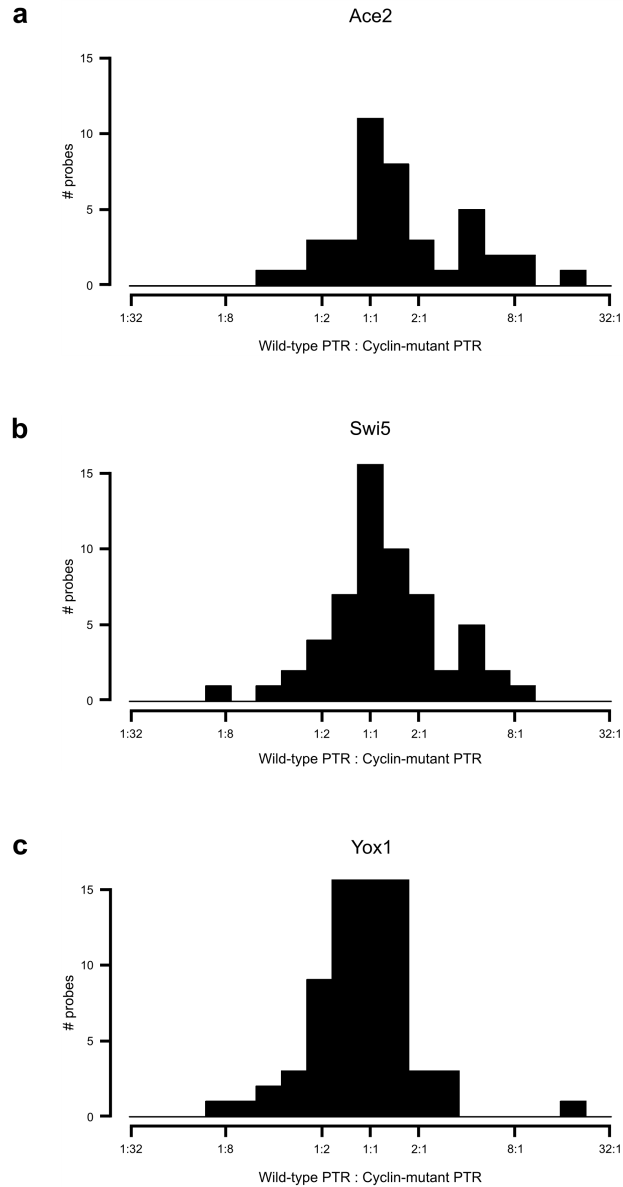 a
Ace2
15
10
5
0
# probes
1:32 1:8 1:2 1:1 2:1 8:1 32:1
Wild-type PTR : Cyclin-mutant PTR
b
Swi5
15
10
5
0
# probes
1:32 1:8 1:2 1:1 2:1 8:1 32:1
Wild-type PTR : Cyclin-mutant PTR
c
Yox1
15
10
5
0
# probes
1:32 1:8 1:2 1:1 2:1 8:1 32:1
Wild-type PTR : Cyclin-mutant PTR